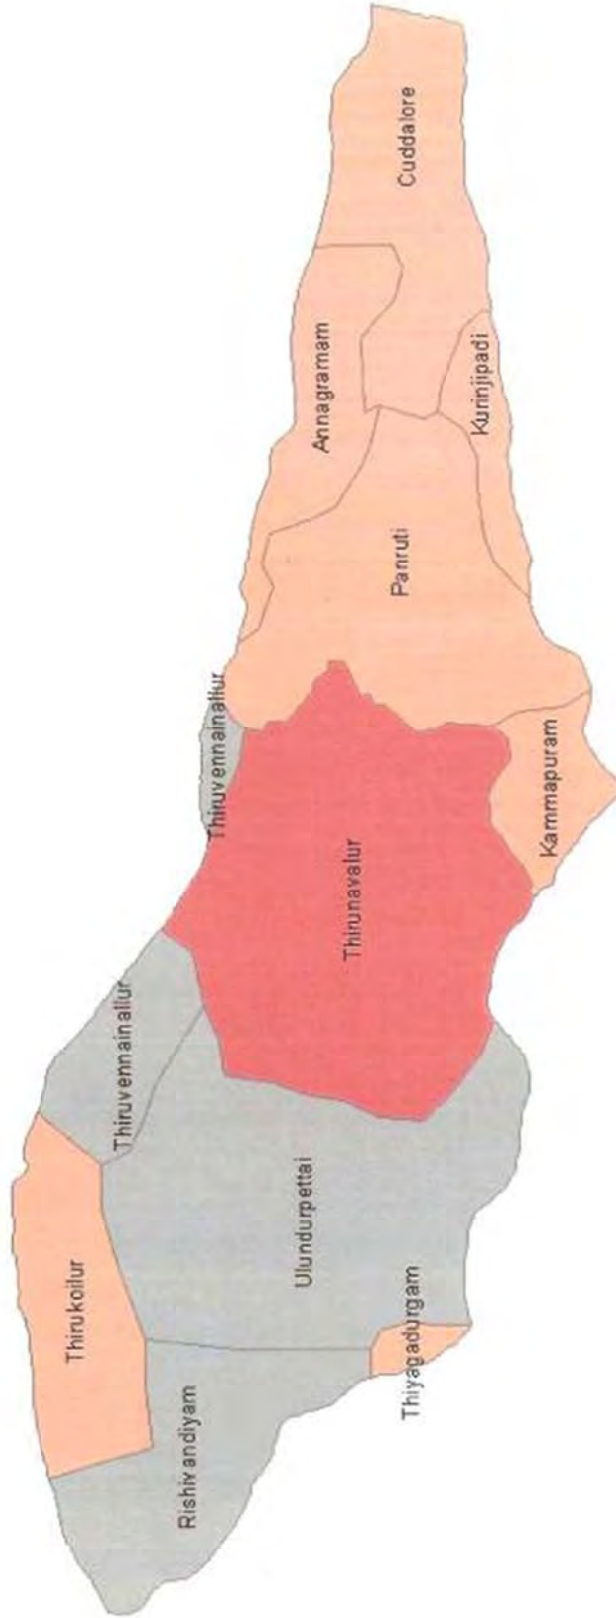 Cuddalore
Annagramam
Kurinjipadi
Panruti
Thiruvennainallur
Kammapuram
Thirunavalur
Thiruvennainallur
Ulundurpettai
Thirukoilur
Thiyagadurgam
Rishivandiyam